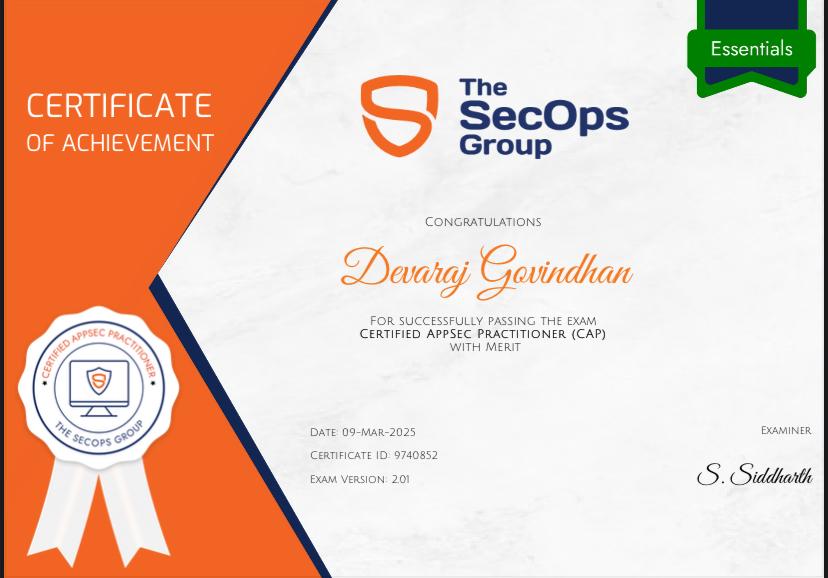 Essentials
CERTIFICATE
OF ACHIEVEMENT
The
SecOps
Group
Congratulations
Devaraj Govindhan
For successfully passing the exam
Certified AppSec Practitioner (CAP)
with Merit
CERTIFIED APPSEC PRACTITIONER
THE SECOPS GROUP
Date: 09-Mar-2025
Certificate ID: 9740852
Exam Version: 2.01
Examiner
S. Siddharth